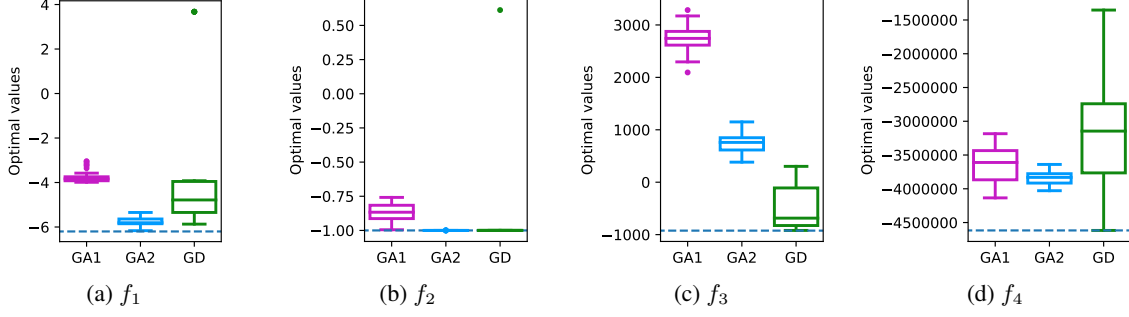 Optimal values
4
2
0
−2
−4
−6
GA1 GA2 GD
(a) f1
Optimal values
0.50
0.25
0.00
−0.25
−0.50
−0.75
−1.00
GA1 GA2 GD
(b) f2
Optimal values
3000
2000
1000
0
−1000
GA1 GA2 GD
(c) f3
Optimal values
−1500000
−2000000
−2500000
−3000000
−3500000
−4000000
−4500000
GA1 GA2 GD
(d) f4